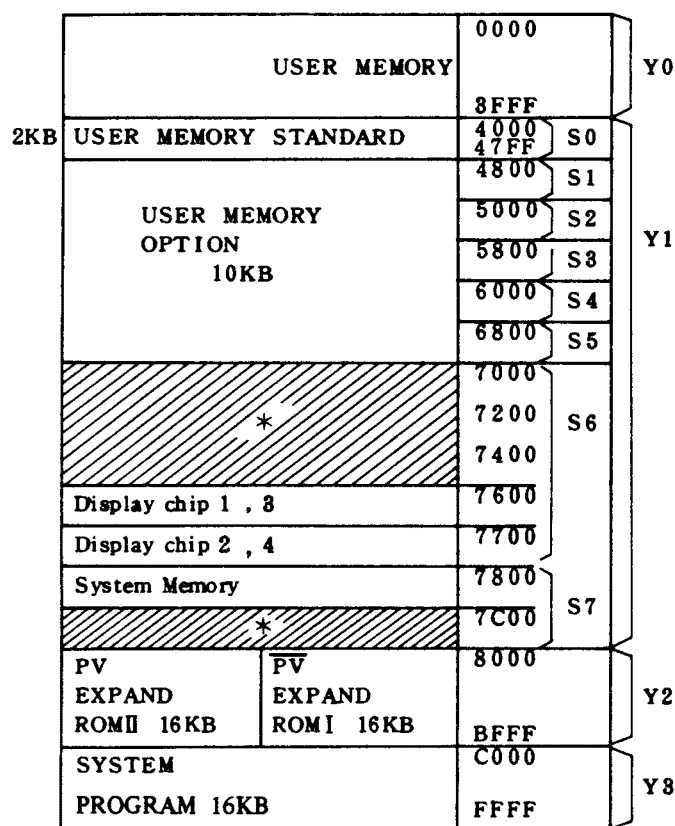 0000
USER MEMORY
3FFF
Y0
2KB USER MEMORY STANDARD 4000
47FF
S0
4800 S1
USER MEMORY
OPTION
10KB
5000 S2
Y1
5800 S3
6000 S4
6800 S5
7000
*
7200
S6
7400
Display chip 1 , 3 7600
Display chip 2 , 4 7700
System Memory 7800
* 7C00
S7
PV
EXPAND
ROMⅡ 16KB
P̅V̅
EXPAND
ROMⅠ 16KB
8000
BFFF
Y2
SYSTEM
PROGRAM 16KB
C000
FFFF
Y3